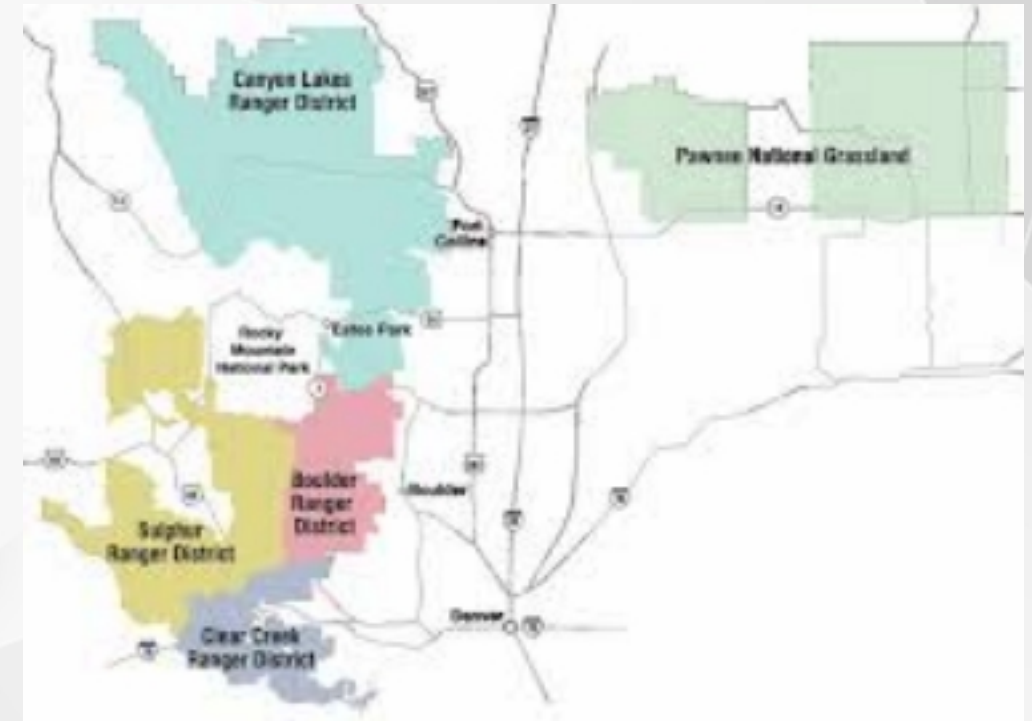 Canyon Lakes
Ranger District
Pawnee National Grassland
Fort
Collins
Rocky
Mountain
National Park
Estes Park
Boulder
Ranger
District
Boulder
Sulphur
Ranger District
Denver
Clear Creek
Ranger District